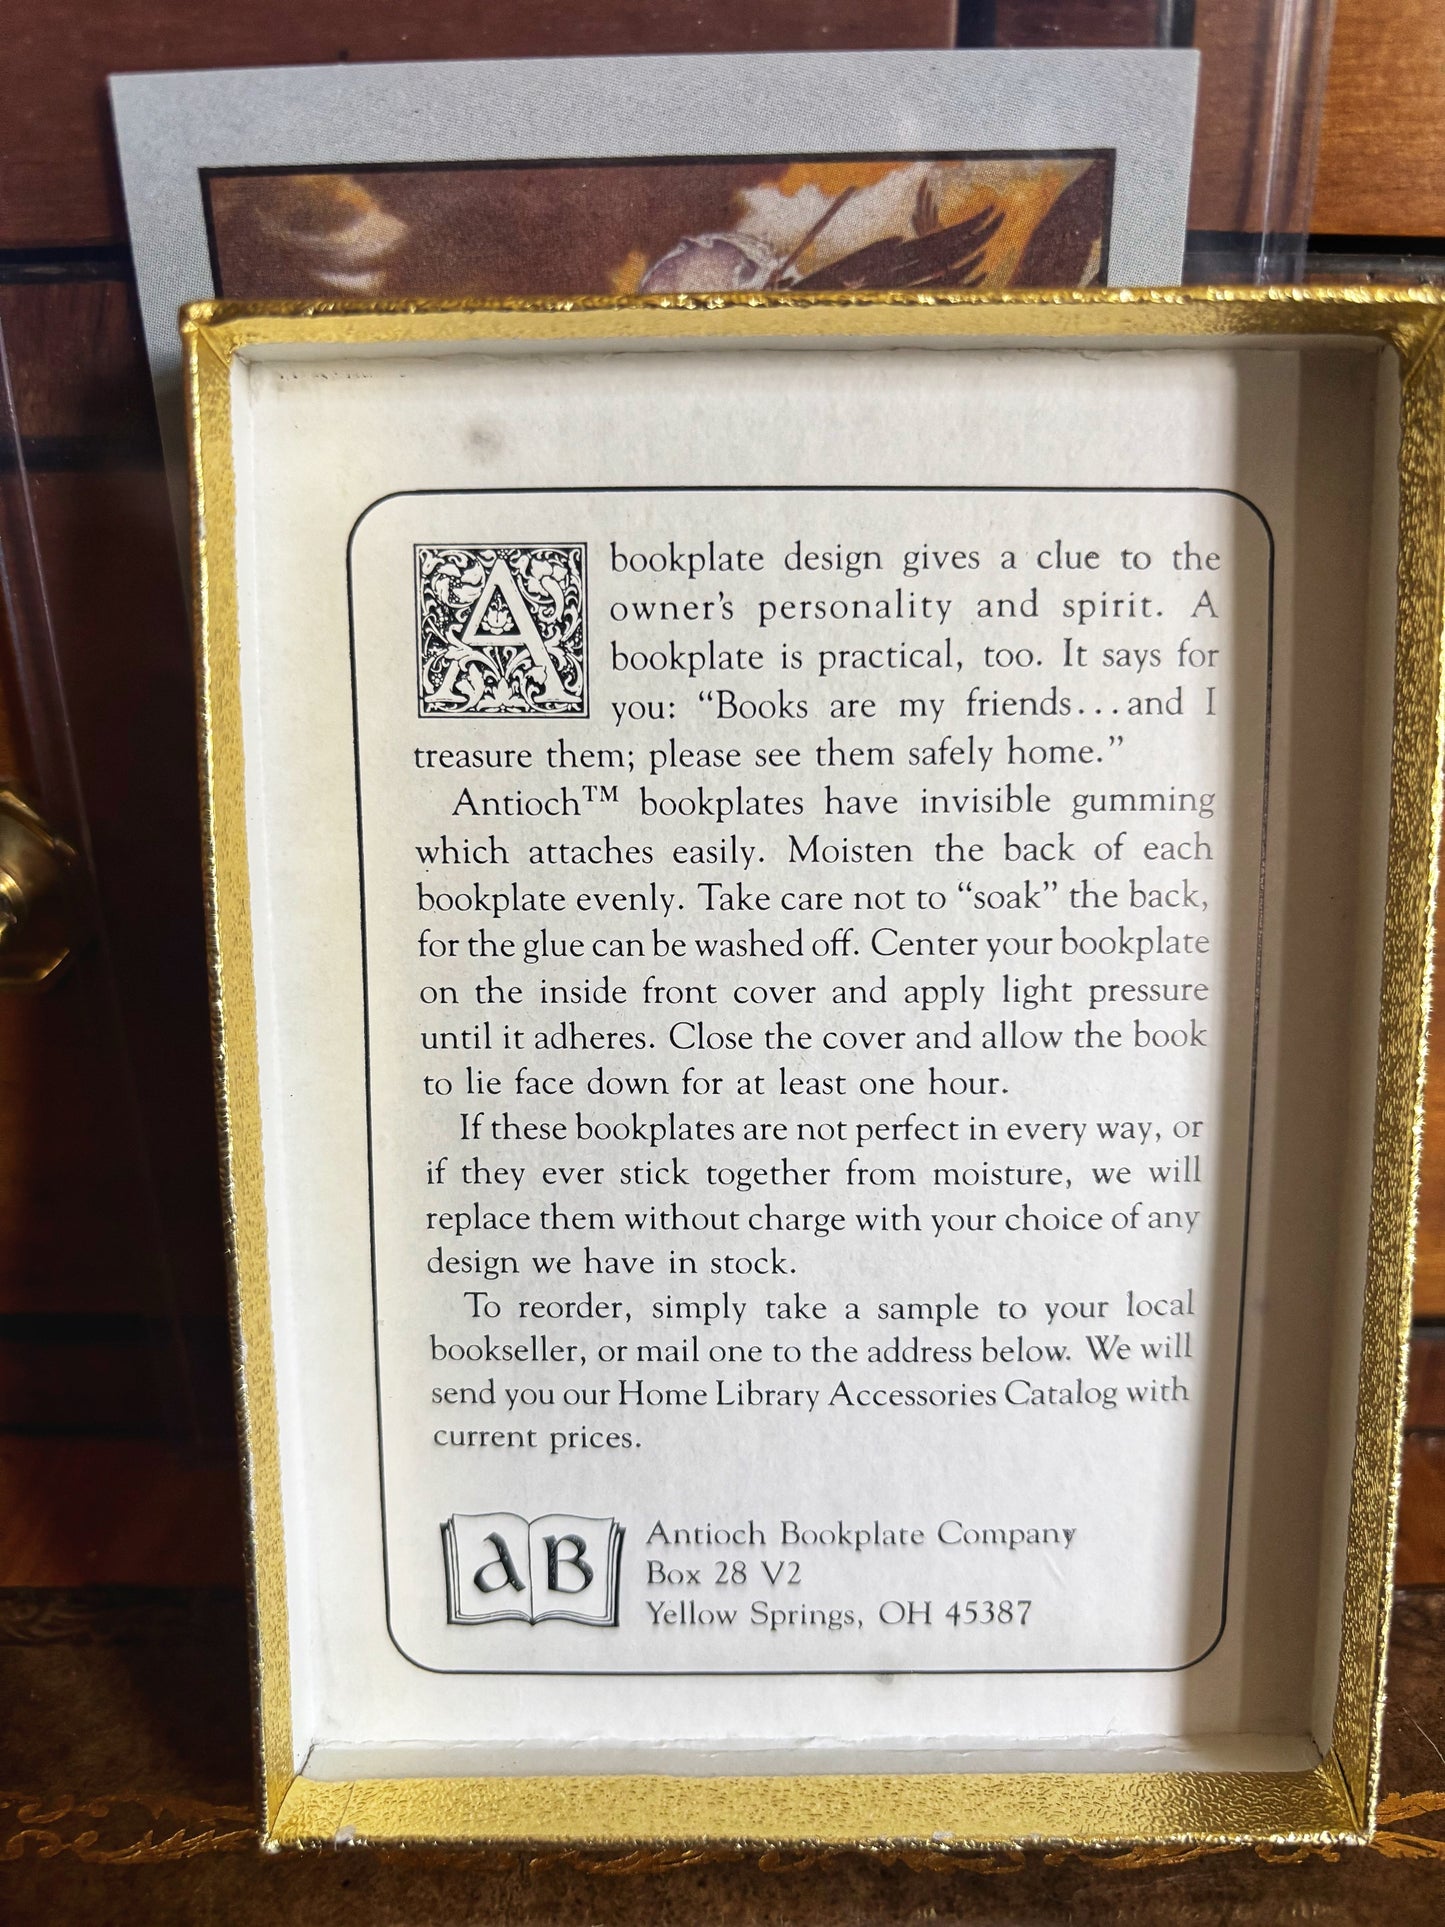 A bookplate design gives a clue to the
owner's personality and spirit. A
bookplate is practical, too. It says for
you: “Books are my friends...and I
treasure them; please see them safely home.”
Antioch™ bookplates have invisible gumming
which attaches easily. Moisten the back of each
bookplate evenly. Take care not to “soak” the back,
for the glue can be washed off. Center your bookplate
on the inside front cover and apply light pressure
until it adheres. Close the cover and allow the book
to lie face down for at least one hour.
If these bookplates are not perfect in every way, or
if they ever stick together from moisture, we will
replace them without charge with your choice of any
design we have in stock.
To reorder, simply take a sample to your local
bookseller, or mail one to the address below. We will
send you our Home Library Accessories Catalog with
current prices.
aB
Antioch Bookplate Company
Box 28 V2
Yellow Springs, OH 45387